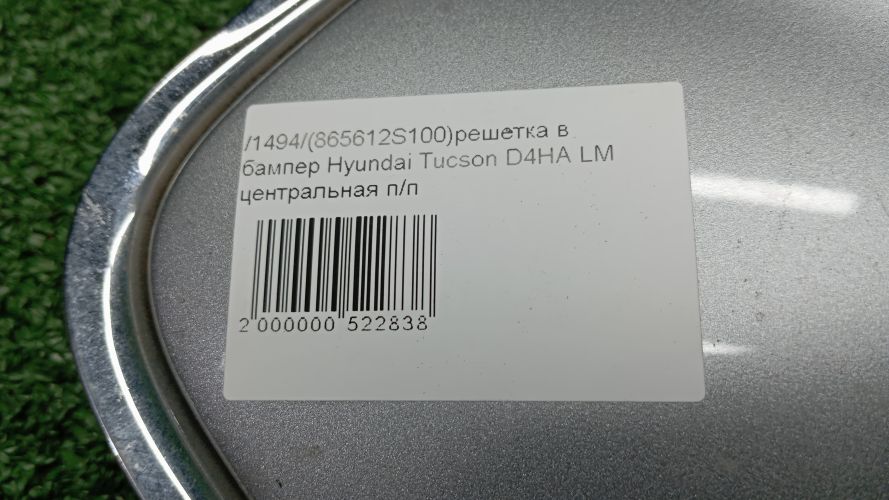 /1494/(865612S100)решетка в
бампер Hyundai Tucson D4HA LM
центральная п/п
2 000000 522838